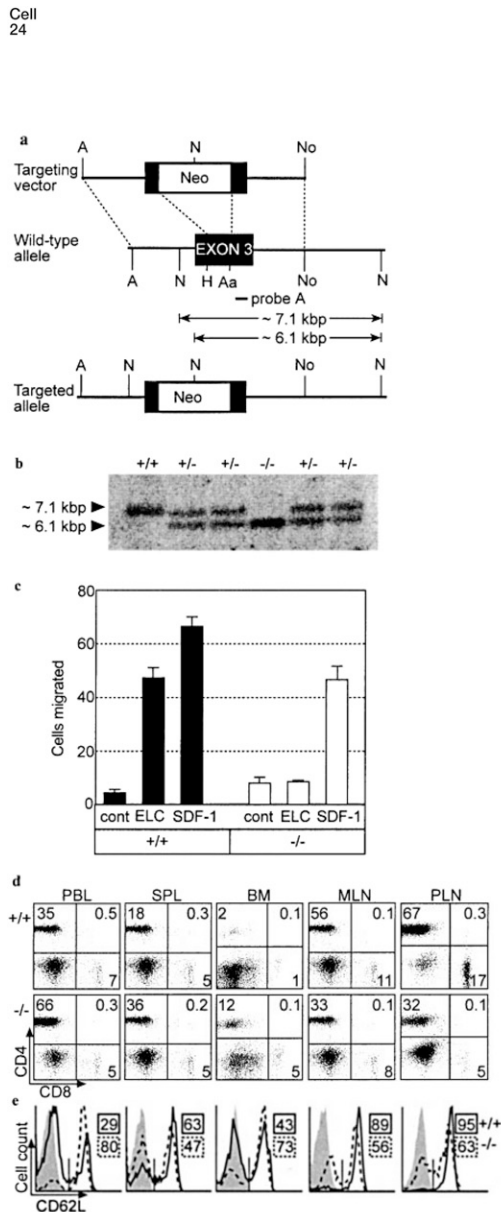 Cell
24
a
A N No
Targeting
vector
Neo
Wild-type
allele
EXON 3
A N H Aa No N
probe A
~ 7.1 kbp
~ 6.1 kbp
A N N No N
Targeted
allele
Neo
b
+/+ +/- +/- -/- +/- +/-
~ 7.1 kbp
~ 6.1 kbp
c
80
60
40
20
0
Cells migrated
cont ELC SDF-1 cont ELC SDF-1
+/+ -/-
d
PBL SPL BM MLN PLN
+/+
35 0.5 18 0.3 2 0.1 56 0.1 67 0.3
7 5 1 11 17
-/-
66 0.3 36 0.2 12 0.1 33 0.1 32 0.1
5 5 5 8 5
CD4
CD8
e
29 63 43 89 95 +/+
80 47 73 56 63 -/-
Cell count
CD62L